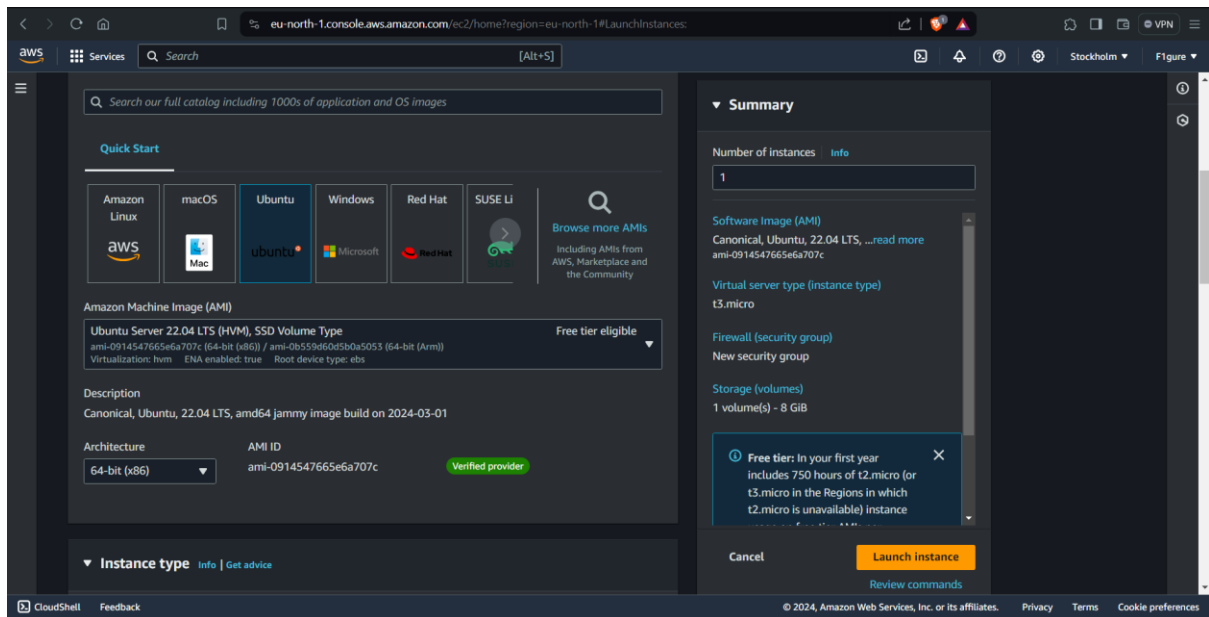 eu-north-1.console.aws.amazon.com/ec2/home?region=eu-north-1#LaunchInstances:
VPN
aws
Services
Search
[Alt+S]
Stockholm
F1gure
Search our full catalog including 1000s of application and OS images
Quick Start
Amazon Linux
aws
macOS
Mac
Ubuntu
ubuntu
Windows
Microsoft
Red Hat
Red Hat
SUSE Li
Browse more AMIs
Including AMIs from
AWS, Marketplace and
the Community
Amazon Machine Image (AMI)
Ubuntu Server 22.04 LTS (HVM), SSD Volume Type
Free tier eligible
ami-0914547665e6a707c (64-bit (x86)) / ami-0b559d60d5b0a5053 (64-bit (Arm))
Virtualization: hvm ENA enabled: true Root device type: ebs
Description
Canonical, Ubuntu, 22.04 LTS, amd64 jammy image build on 2024-03-01
Architecture
AMI ID
64-bit (x86)
ami-0914547665e6a707c
Verified provider
Instance type Info | Get advice
Summary
Number of instances Info
1
Software Image (AMI)
Canonical, Ubuntu, 22.04 LTS, ...read more
ami-0914547665e6a707c
Virtual server type (instance type)
t3.micro
Firewall (security group)
New security group
Storage (volumes)
1 volume(s) - 8 GiB
Free tier: In your first year
includes 750 hours of t2.micro (or
t3.micro in the Regions in which
t2.micro is unavailable) instance
Cancel
Launch instance
Review commands
CloudShell
Feedback
© 2024, Amazon Web Services, Inc. or its affiliates.
Privacy
Terms
Cookie preferences